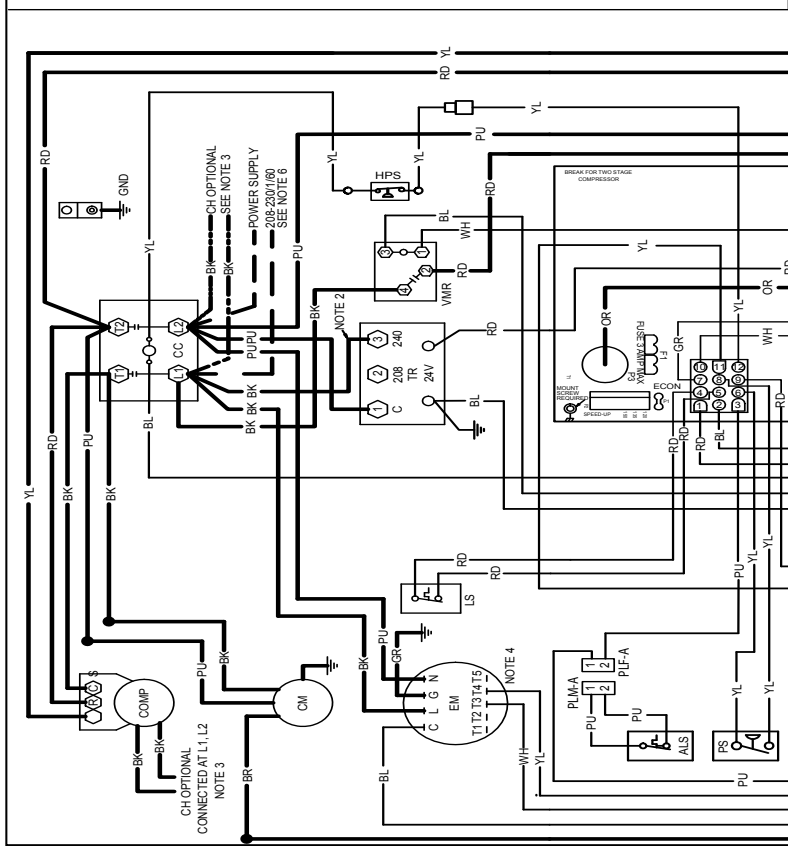 YL
RD
RD
GND
YL
BL
T2
T1
CC
L2
L1
BK
CH OPTIONAL
SEE NOTE 3
BK
POWER SUPPLY
208-230/1/60
SEE NOTE 6
PU
PU
PU
BK
BK
BK
BK
BK
NOTE 2
YL
HPS
YL
YL
PU
RD
BL
WH
3
1
4
2
VMR
RD
3
240
2
208
TR
24V
1
C
RD
BL
BREAK FOR TWO STAGE
COMPRESSOR
YL
RD
OR
OR
FUSE 3 AMP MAX
F1
P3
GR
YL
WH
MOUNT
SCREW
REQUIRED
SPEED-UP
ECON
10
11
12
7
8
9
4
5
6
1
2
3
RD
RD
RD
BL
RD
YL
RD
BK
PU
BK
S
C
R
COMP
BK
BK
CH OPTIONAL
CONNECTED AT L1, L2
NOTE 3
PU
BK
CM
BR
RD
RD
LS
BK
GR
PU
C
L
G
N
EM
T1
T2
T3
T4
T5
NOTE 4
BL
WH
YL
PLM-A
PLF-A
1
2
1
2
PU
PU
ALS
PU
YL
YL
RD
PS
YL
YL
PU